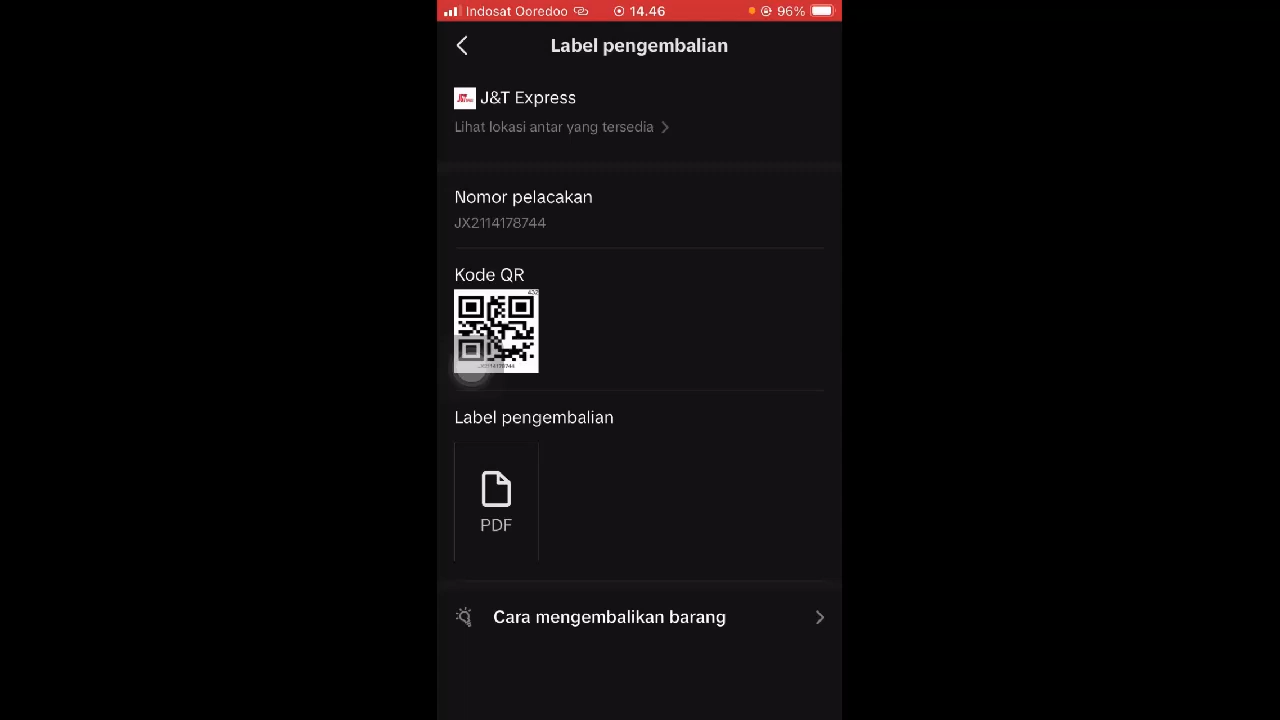 Indosat Ooredoo 14.46 96%
Label pengembalian
J&T Express
Lihat lokasi antar yang tersedia
Nomor pelacakan
JX2114178744
Kode QR
Label pengembalian
PDF
Cara mengembalikan barang